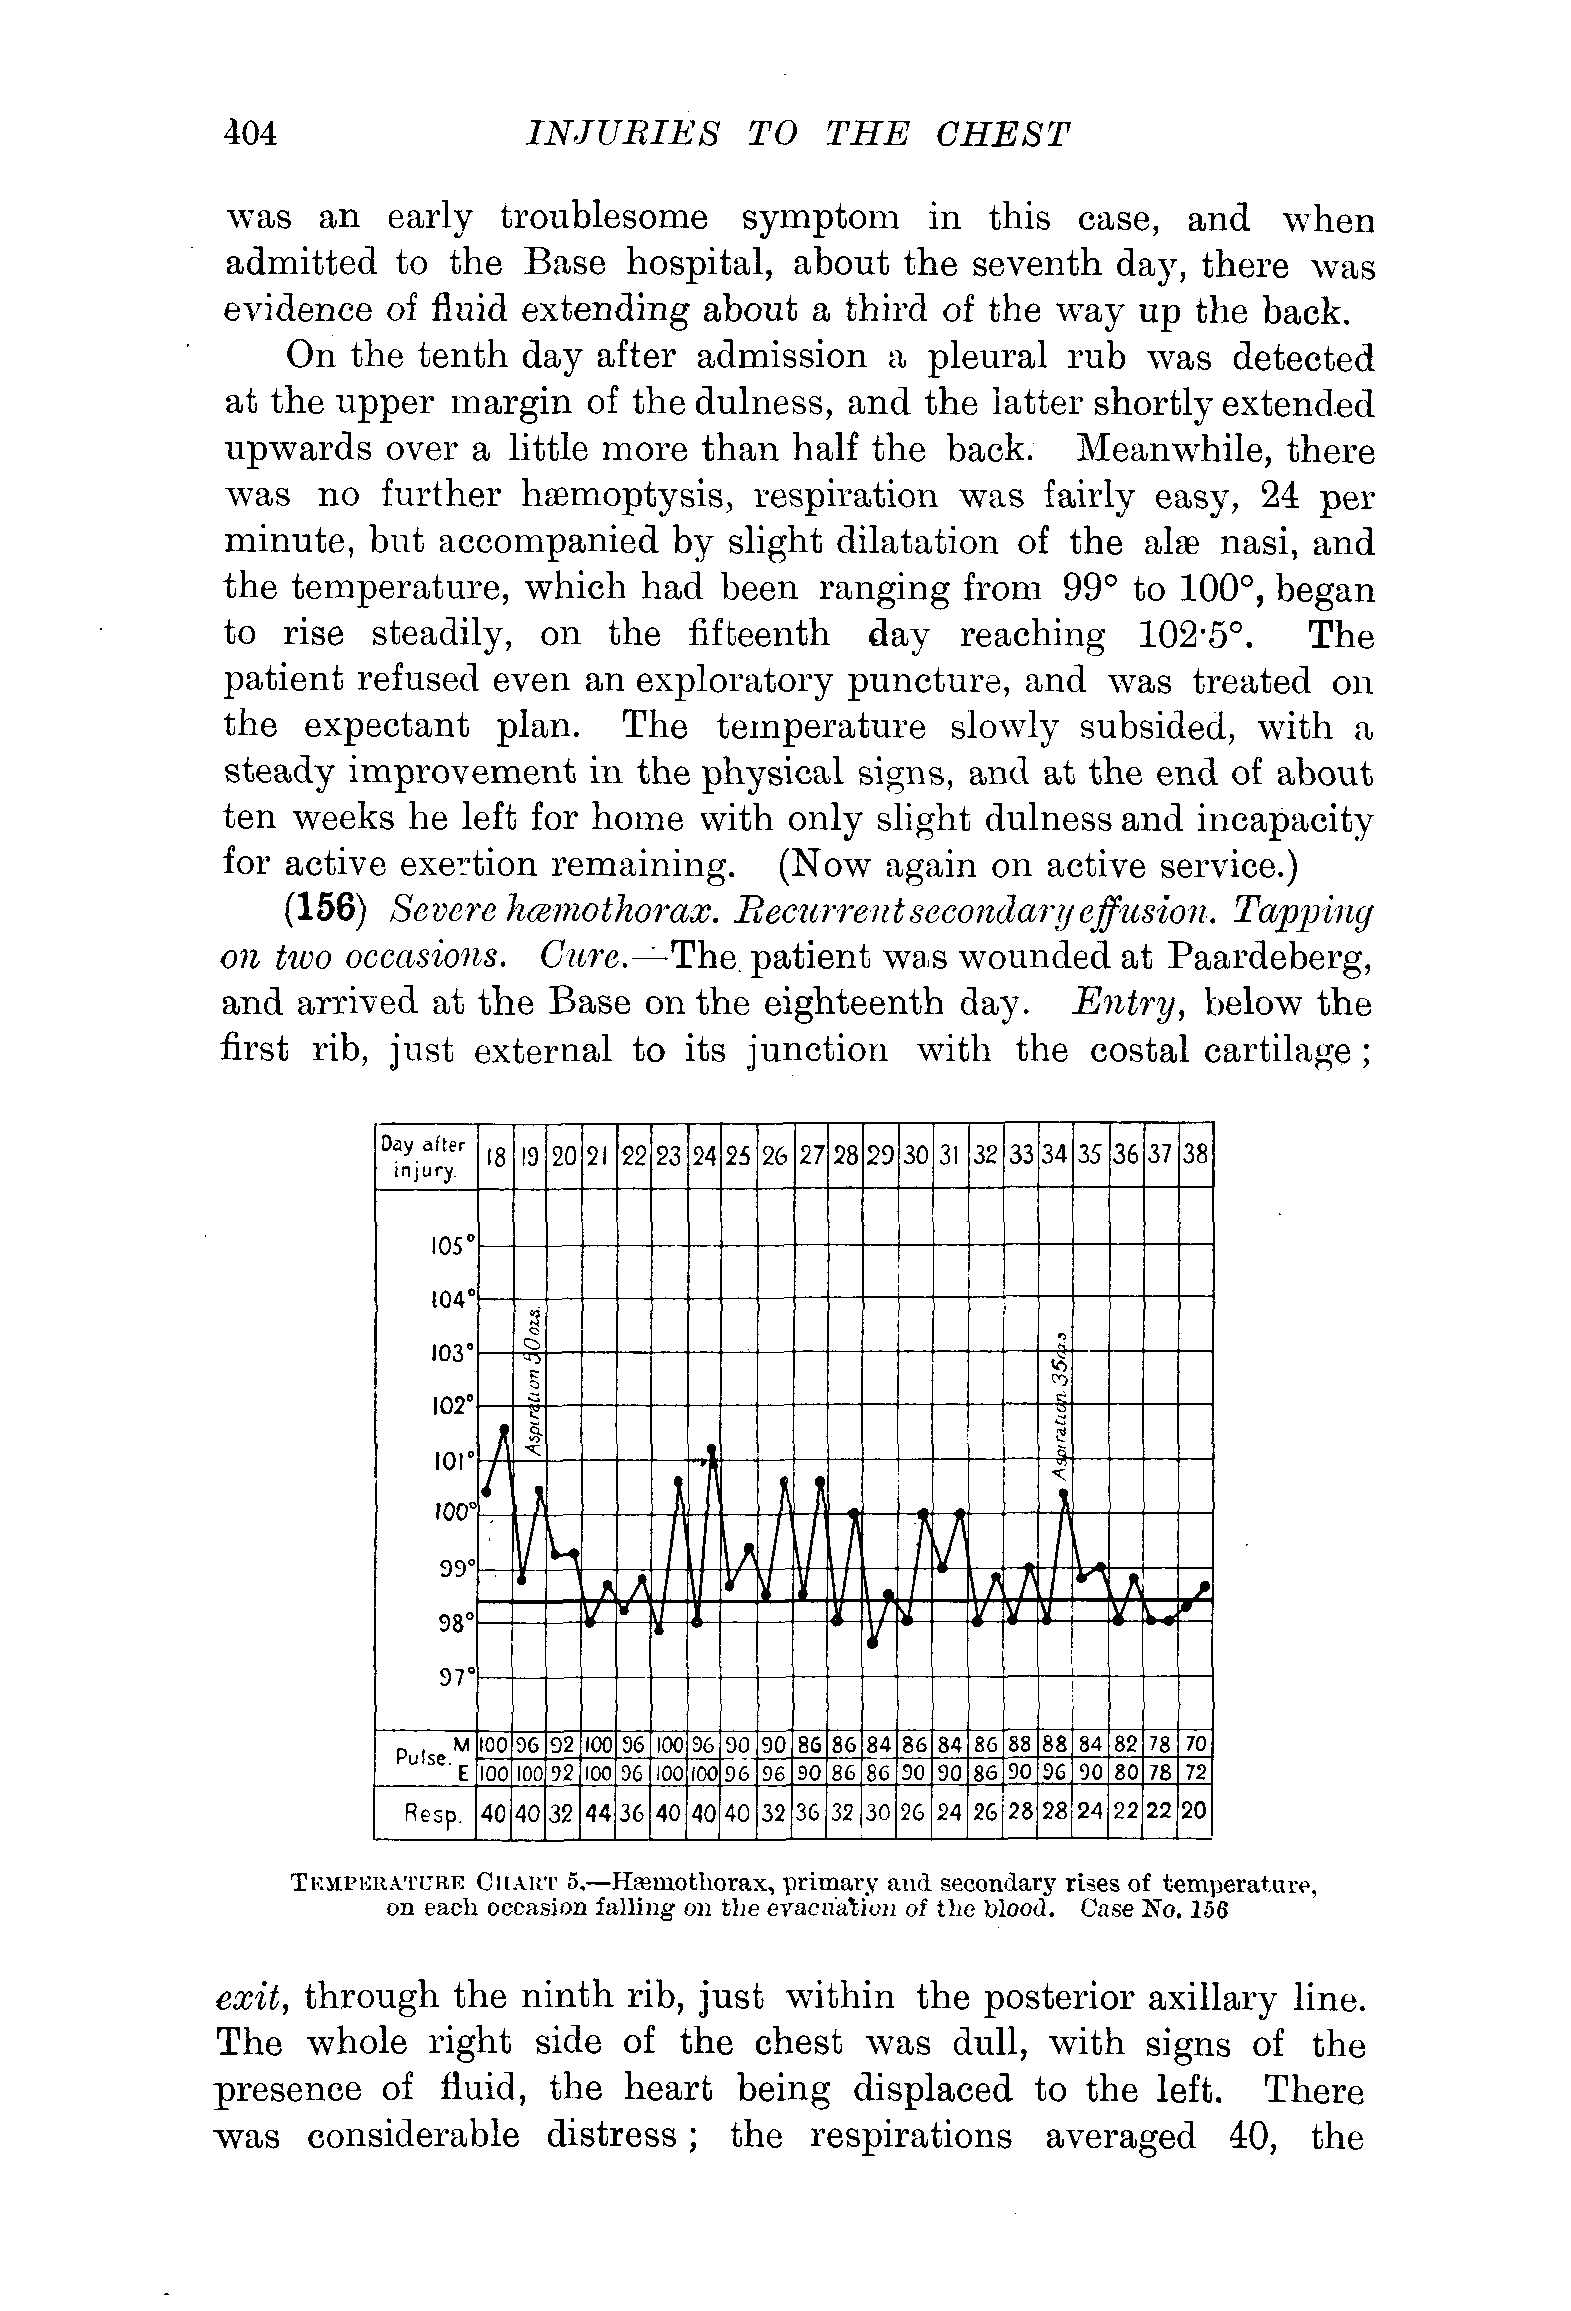 404 INJURIES TO THE CHEST
was an early troublesome symptom in this case, and when
admitted to the Base hospital, about the seventh day, there was
evidence of fluid extending about a third of the way up the back.
On the tenth day after admission a pleural rub was detected
at the upper margin of the dulness, and the latter shortly extended
upwards over a little more than half the back. Meanwhile, there
was no further hæmoptysis, respiration was fairly easy, 24 per
minute, but accompanied by slight dilatation of the alæ nasi, and
the temperature, which had been ranging from 99° to 100°, began
to rise steadily, on the fifteenth day reaching 102·5°. The
patient refused even an exploratory puncture, and was treated on
the expectant plan. The temperature slowly subsided, with a
steady improvement in the physical signs, and at the end of about
ten weeks he left for home with only slight dulness and incapacity
for active exertion remaining. (Now again on active service.)
(156) Severe hæmothorax. Recurrent secondary effusion. Tapping
on two occasions. Cure.—The patient was wounded at Paardeberg,
and arrived at the Base on the eighteenth day. Entry, below the
first rib, just external to its junction with the costal cartilage;
Day after injury. 18 19 20 21 22 23 24 25 26 27 28 29 30 31 32 33 34 35 36 37 38
105°
104°
103°
102°
101°
100°
99°
98°
97°
Aspiration 50 ozs.
Aspiration 35ozs
Pulse. M 100 96 92 100 96 100 96 90 90 86 86 84 86 84 86 88 88 84 82 78 70
E 100 100 92 100 96 100 100 96 96 90 86 86 90 90 86 90 96 90 80 78 72
Resp. 40 40 32 44 36 40 40 40 32 36 32 30 26 24 26 28 28 24 22 22 20
TEMPERATURE CHART 5.—Hæmothorax, primary and secondary rises of temperature,
on each occasion falling on the evacuation of the blood. Case No. 156
exit, through the ninth rib, just within the posterior axillary line.
The whole right side of the chest was dull, with signs of the
presence of fluid, the heart being displaced to the left. There
was considerable distress; the respirations averaged 40, the